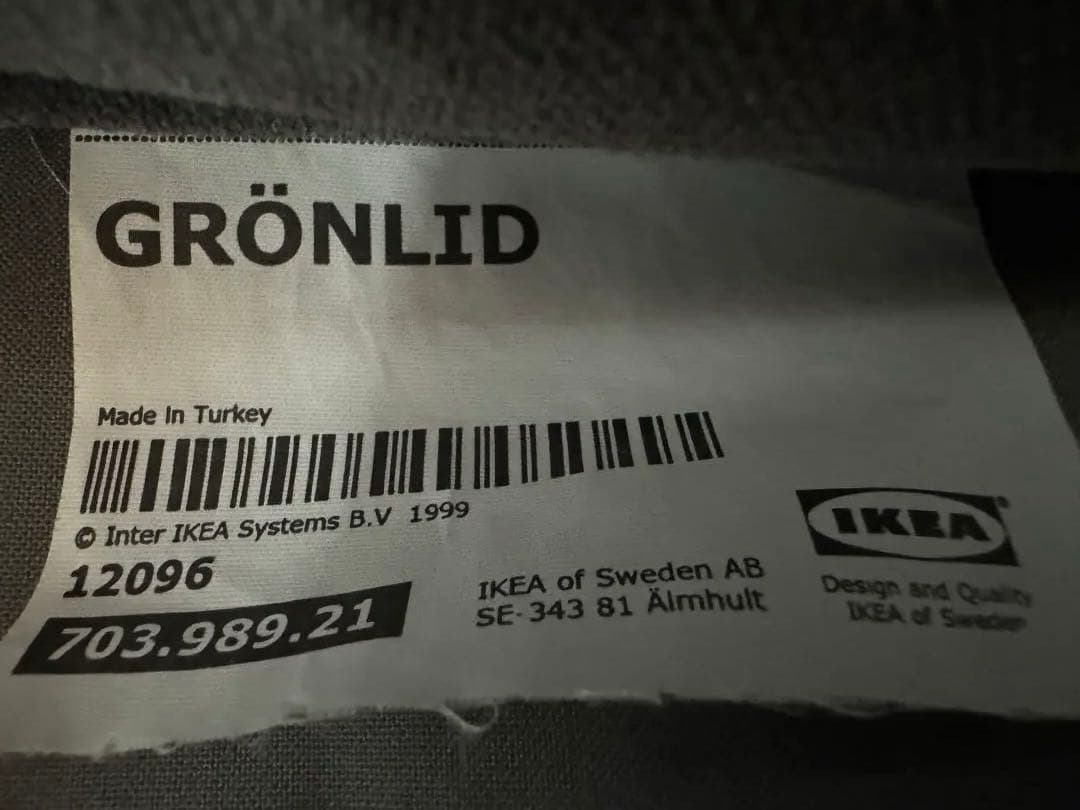 GRÖNLID
Made In Turkey
© Inter IKEA Systems B.V 1999
12096
703.989.21
IKEA of Sweden AB
SE-343 81 Älmhult
IKEA®
Design and Quality
IKEA of Sweden